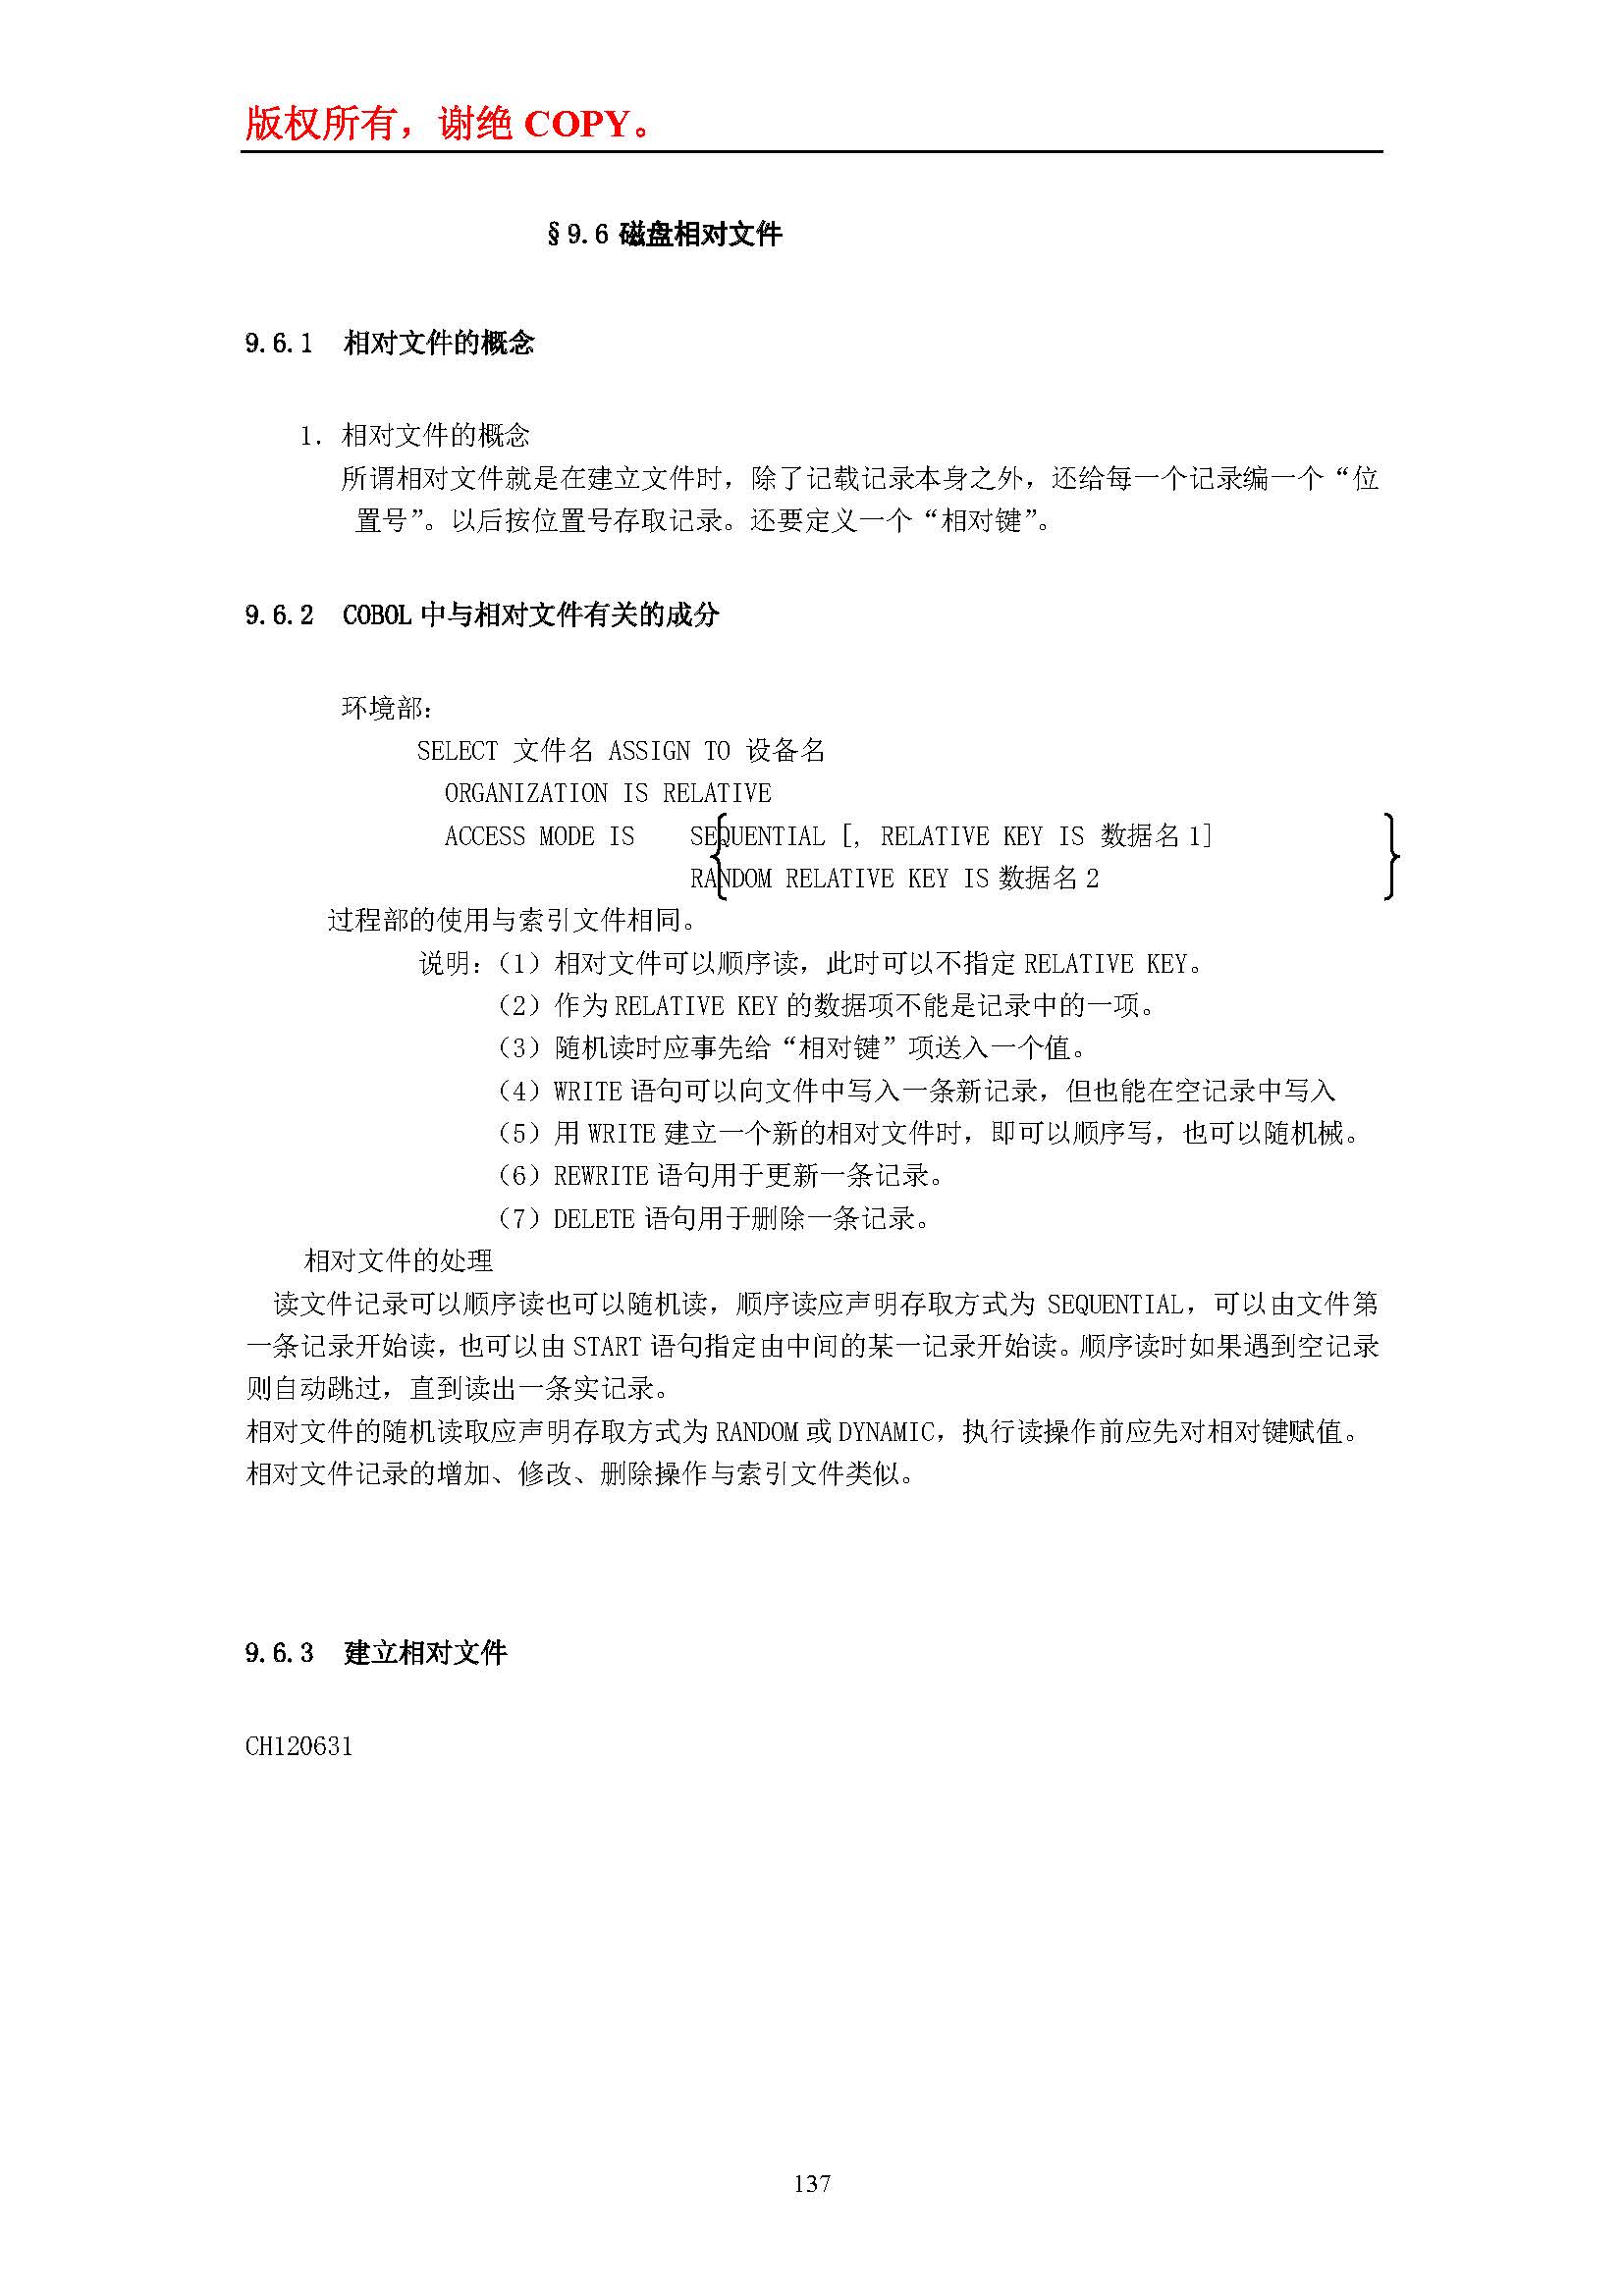 版权所有，谢绝 COPY。
§9.6 磁盘相对文件
9.6.1 相对文件的概念
1. 相对文件的概念
所谓相对文件就是在建立文件时，除了记载记录本身之外，还给每一个记录编一个“位
置号”。以后按位置号存取记录。还要定义一个“相对键”。
9.6.2 COBOL 中与相对文件有关的成分
环境部：
SELECT 文件名 ASSIGN TO 设备名
ORGANIZATION IS RELATIVE
ACCESS MODE IS SEQUENTIAL [, RELATIVE KEY IS 数据名 1]
RANDOM RELATIVE KEY IS 数据名 2
过程部的使用与索引文件相同。
说明：（1）相对文件可以顺序读，此时可以不指定 RELATIVE KEY。
（2）作为 RELATIVE KEY 的数据项不能是记录中的一项。
（3）随机读时应事先给“相对键”项送入一个值。
（4）WRITE 语句可以向文件中写入一条新记录，但也能在空记录中写入
（5）用 WRITE 建立一个新的相对文件时，即可以顺序写，也可以随机械。
（6）REWRITE 语句用于更新一条记录。
（7）DELETE 语句用于删除一条记录。
相对文件的处理
读文件记录可以顺序读也可以随机读，顺序读应声明存取方式为 SEQUENTIAL，可以由文件第
一条记录开始读，也可以由 START 语句指定由中间的某一记录开始读。顺序读时如果遇到空记录
则自动跳过，直到读出一条实记录。
相对文件的随机读取应声明存取方式为 RANDOM 或 DYNAMIC，执行读操作前应先对相对键赋值。
相对文件记录的增加、修改、删除操作与索引文件类似。
9.6.3 建立相对文件
CH120631
137